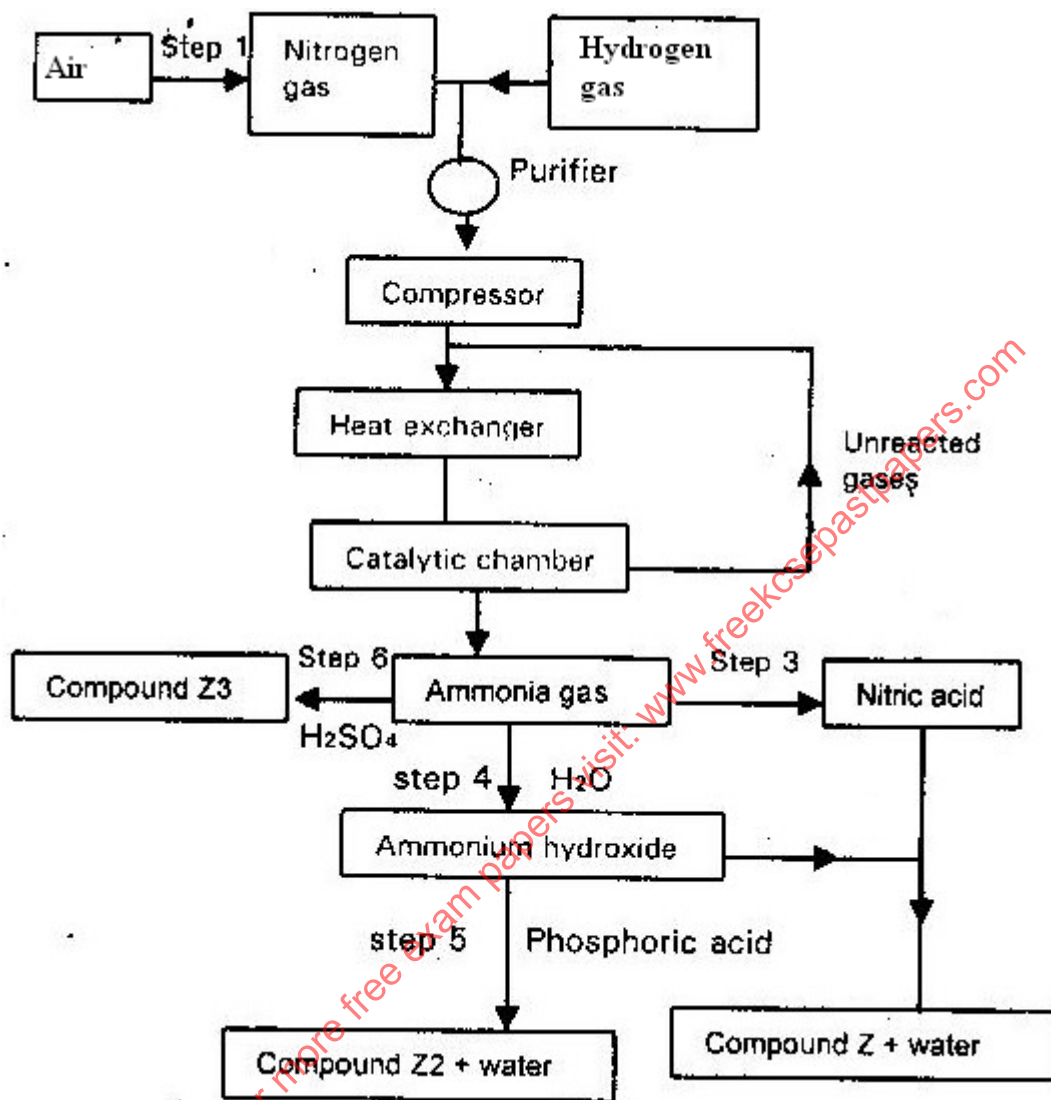 Air
Step 1
Nitrogen
gas
Hydrogen
gas
Purifier
Compressor
Heat exchanger
Unreacted
gases
Catalytic chamber
Step 6
Step 3
Compound Z3
Ammonia gas
Nitric acid
H₂SO₄
step 4
H₂O
Ammonium hydroxide
step 5
Phosphoric acid
Compound Z2 + water
Compound Z + water
r more free exam papers visit: www.freekcsepastpapers.com